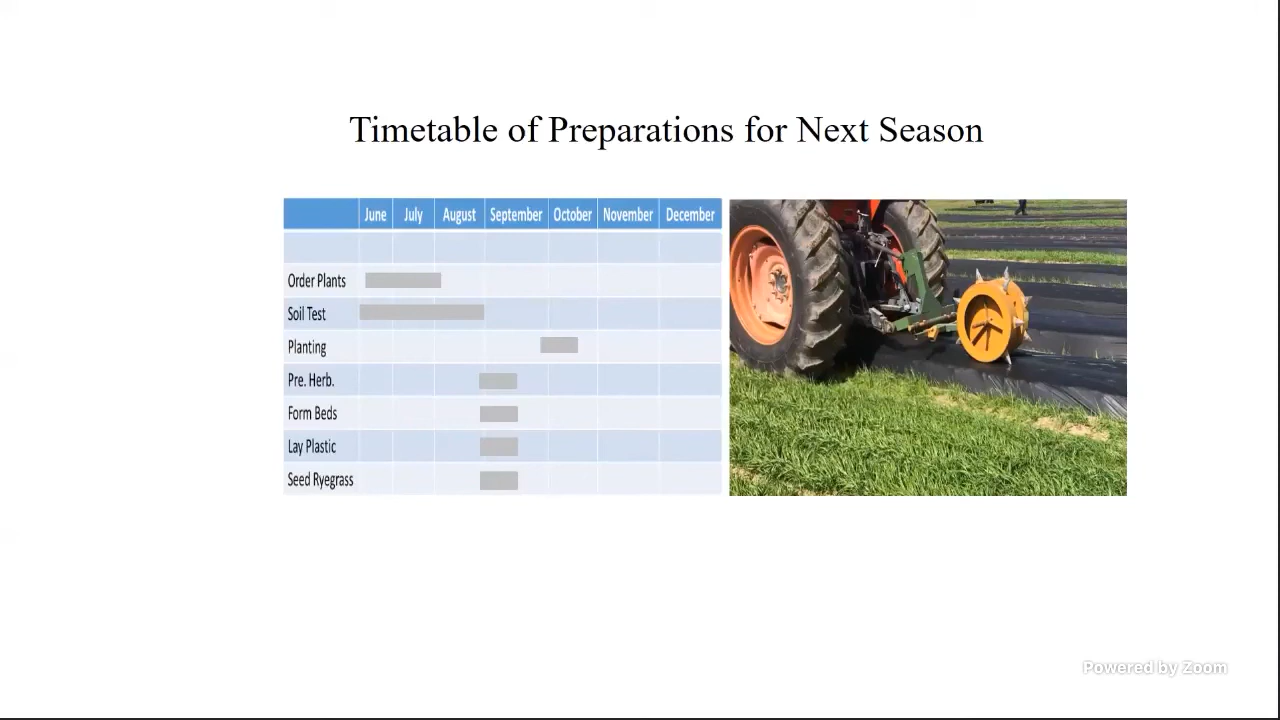 Timetable of Preparations for Next Season
June July August September October November December
Order Plants
Soil Test
Planting
Pre. Herb.
Form Beds
Lay Plastic
Seed Ryegrass
Powered by Zoom